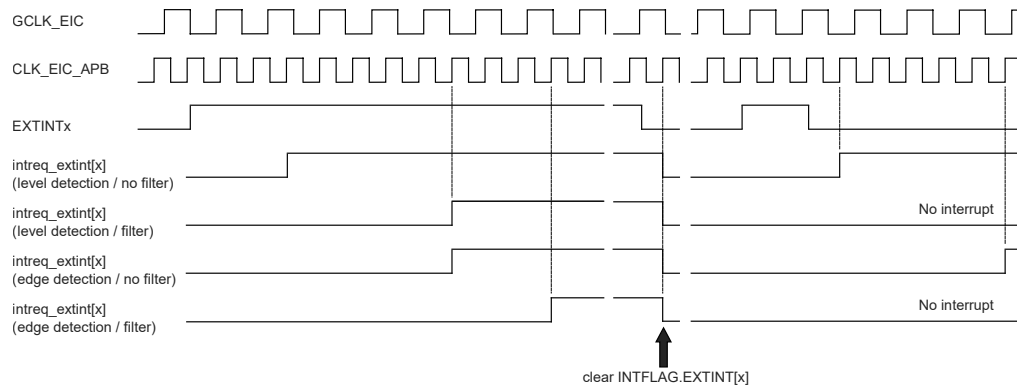 GCLK_EIC
CLK_EIC_APB
EXTINTx
intreq_extint[x]
(level detection / no filter)
intreq_extint[x]
(level detection / filter)
No interrupt
intreq_extint[x]
(edge detection / no filter)
intreq_extint[x]
(edge detection / filter)
No interrupt
clear INTFLAG.EXTINT[x]